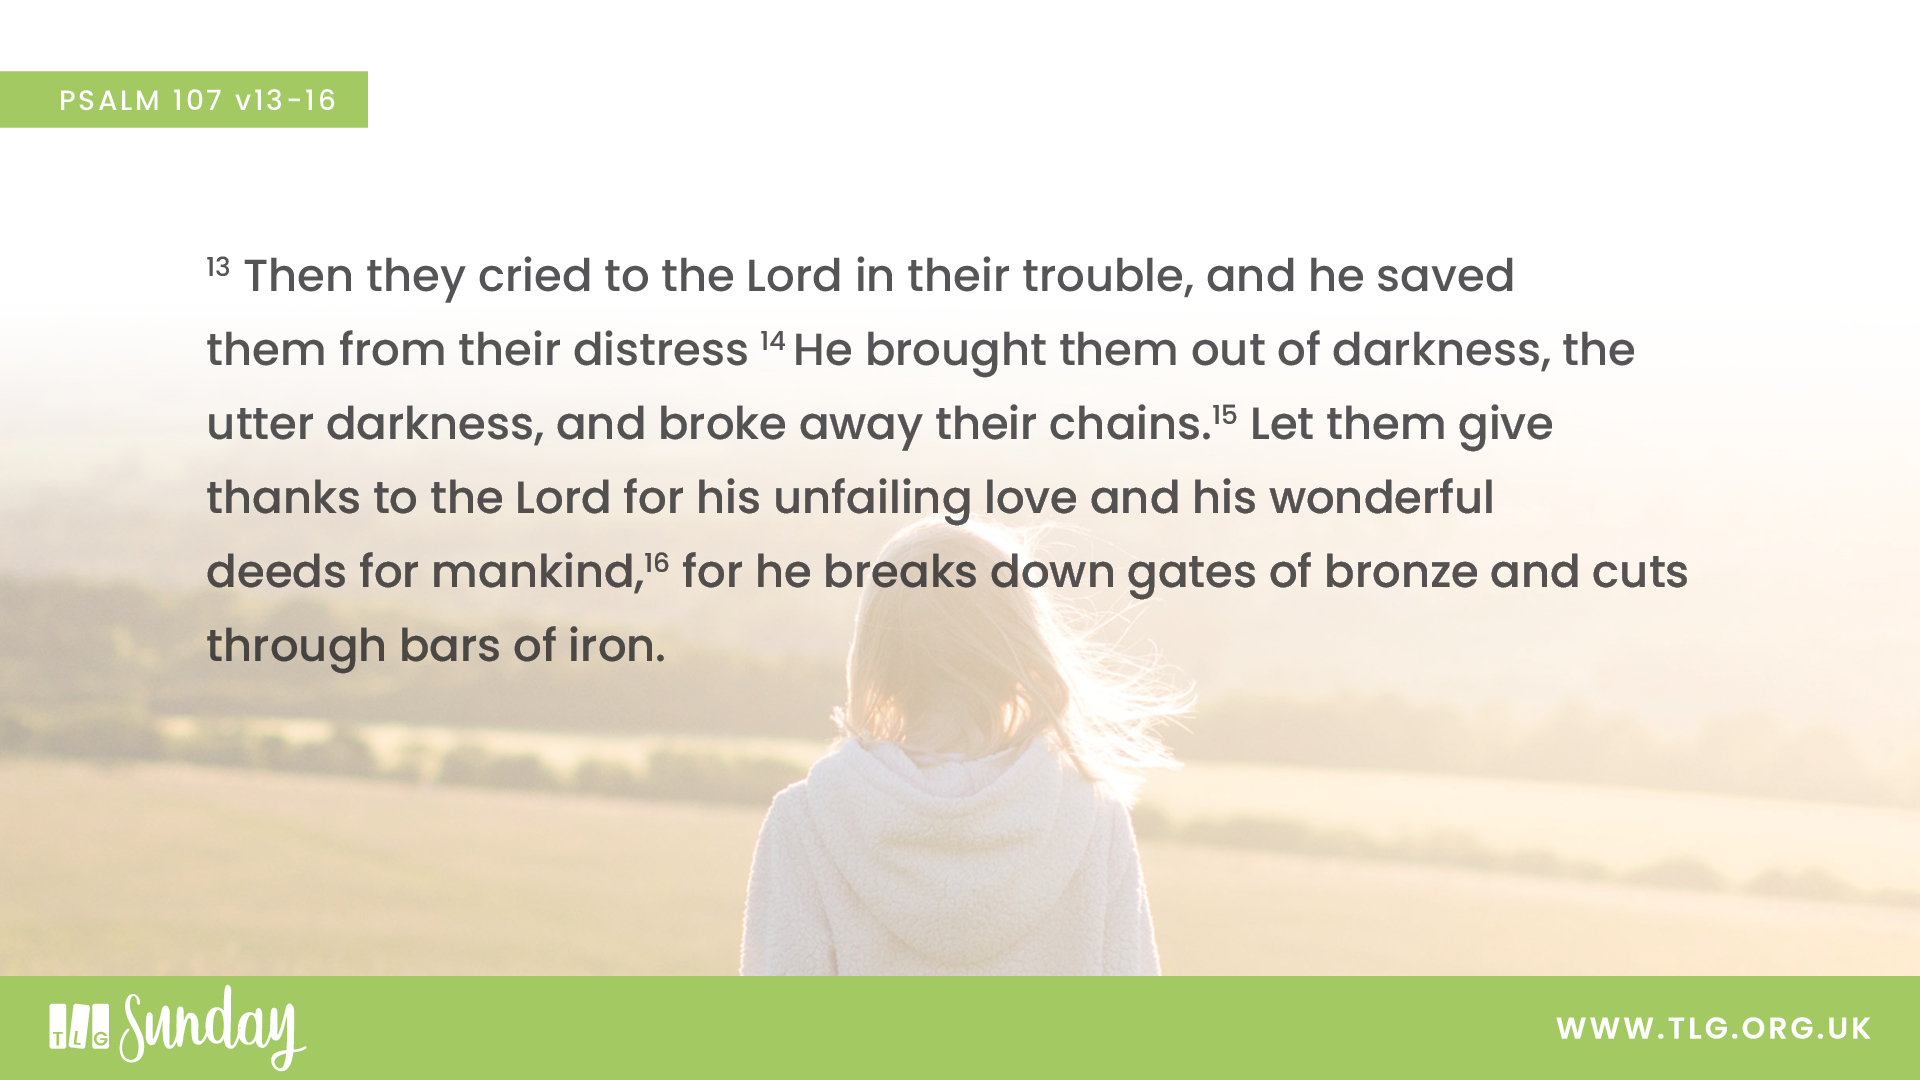 PSALM 107 v13-16
13 Then they cried to the Lord in their trouble, and he saved
them from their distress 14 He brought them out of darkness, the
utter darkness, and broke away their chains.15 Let them give
thanks to the Lord for his unfailing love and his wonderful
deeds for mankind,16 for he breaks down gates of bronze and cuts
through bars of iron.
TLG Sunday
WWW.TLG.ORG.UK